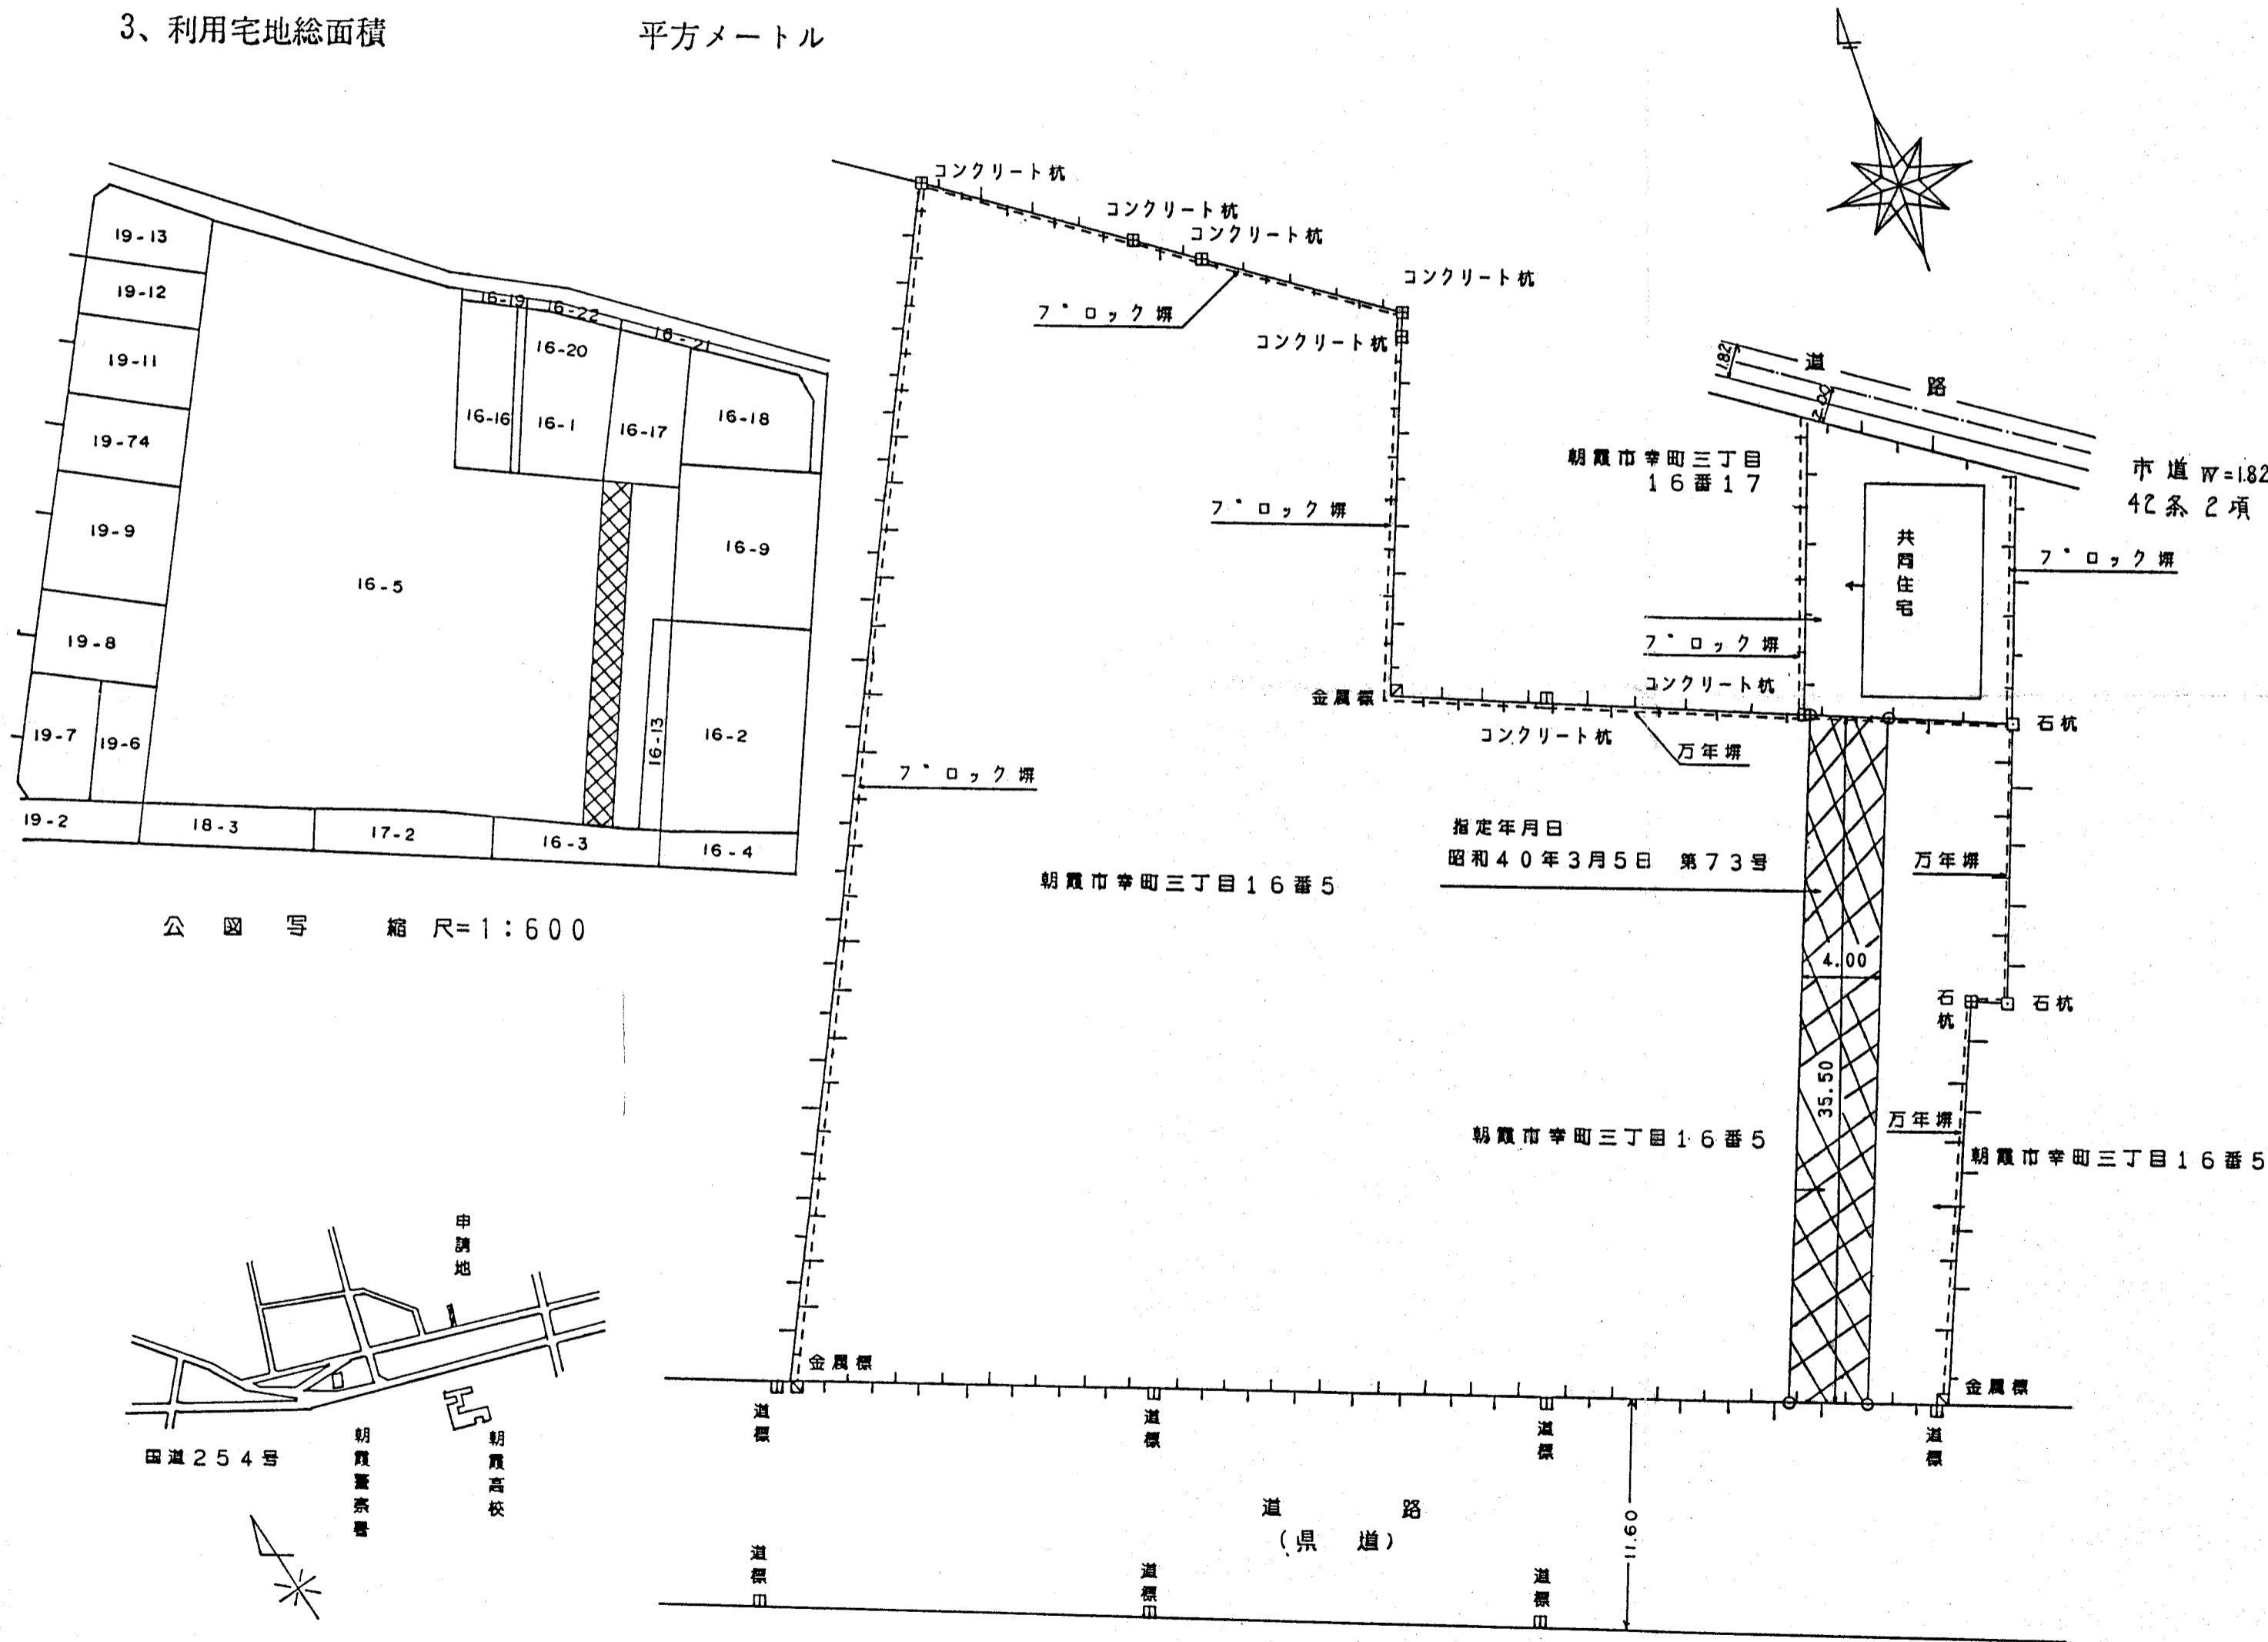 3、利用宅地総面積 平方メートル
19-13
19-12
19-11
19-74
19-9
19-8
19-7
19-6
19-2
18-3
17-2
16-3
16-4
16-5
16-19
16-22
16-21
16-20
16-16
16-1
16-17
16-18
16-9
16-13
16-2
公図写 縮尺=1:600
コンクリート杭
コンクリート杭
コンクリート杭
コンクリート杭
コンクリート杭
ブロック塀
ブロック塀
ブロック塀
道路
1.82
2.00
市道 W=1.82
42条2項
朝霞市幸町三丁目
16番17
共同住宅
ブロック塀
ブロック塀
コンクリート杭
金属標
コンクリート杭
万年塀
石杭
指定年月日
昭和40年3月5日 第73号
万年塀
朝霞市幸町三丁目16番5
4.00
35.50
石杭
石杭
万年塀
朝霞市幸町三丁目16番5
朝霞市幸町三丁目16番5
金属標
金属標
道標
道標
道標
道標
道路
(県道)
11.60
道標
道標
道標
申請地
国道254号
朝霞警察署
朝霞高校